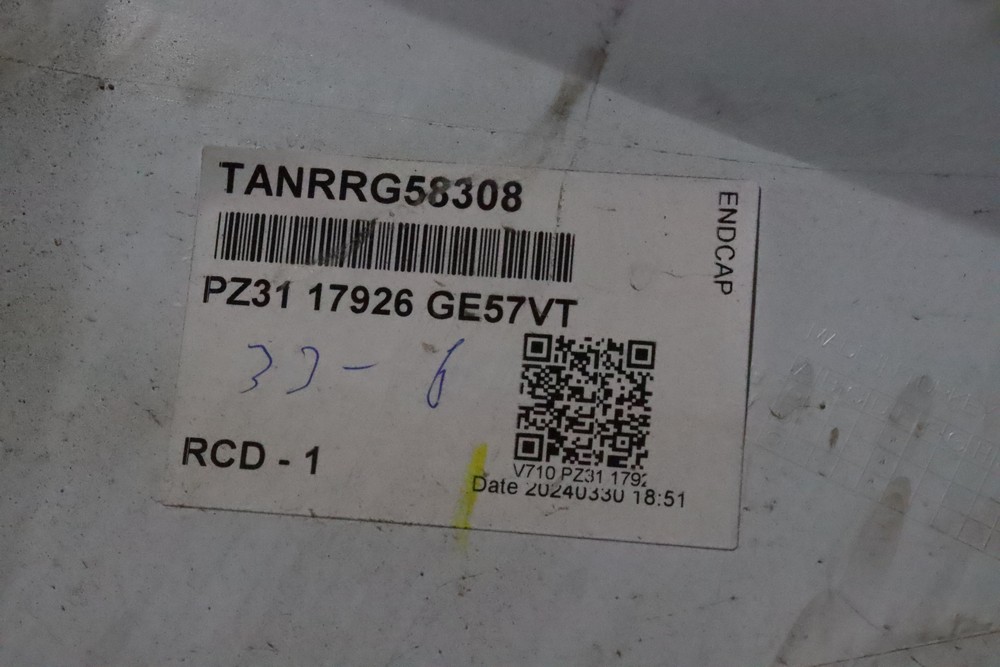 TANRRG58308
ENDCAP
PZ31 17926 GE57VT
33 - 6
RCD - 1
V710 PZ31 1792
Date 20240330 18:51